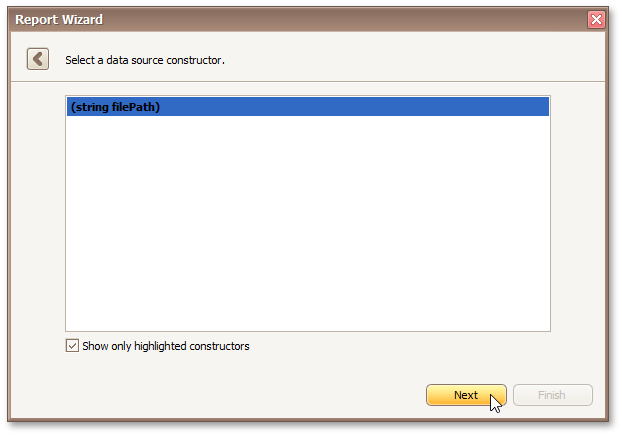 Report Wizard
Select a data source constructor.
(string filePath)
Show only highlighted constructors
Next
Finish